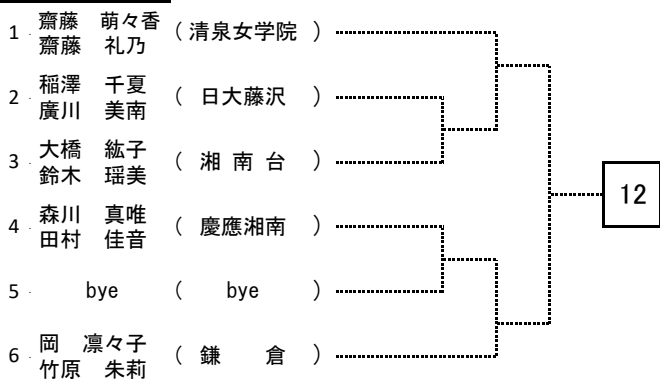 齋藤 萌々香
1 (清泉女学院)
齋藤 礼乃
稲澤 千夏
2 (日大藤沢)
廣川 美南
大橋 紘子
3 (湘南台)
鈴木 瑶美
12
森川 真唯
4 (慶應湘南)
田村 佳音
5 bye (bye)
岡 凛々子
6 (鎌倉)
竹原 朱莉